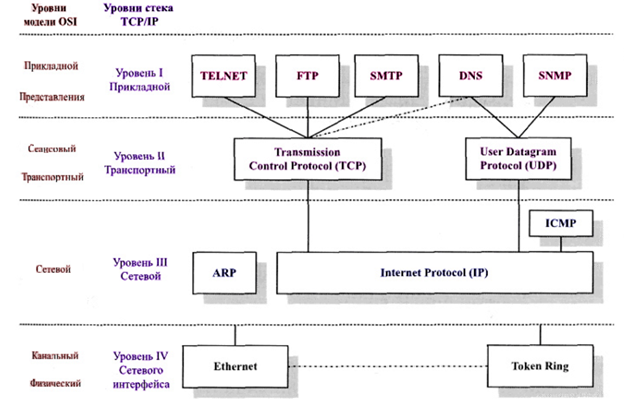 Уровни
модели OSI
Уровни стека
TCP/IP
Прикладной
Представления
Уровень I
Прикладной
TELNET
FTP
SMTP
DNS
SNMP
Сеансовый
Транспортный
Уровень II
Транспортный
Transmission
Control Protocol (TCP)
User Datagram
Protocol (UDP)
ICMP
Сетевой
Уровень III
Сетевой
ARP
Internet Protocol (IP)
Канальный
Физический
Уровень IV
Сетевого
интерфейса
Ethernet
Token Ring